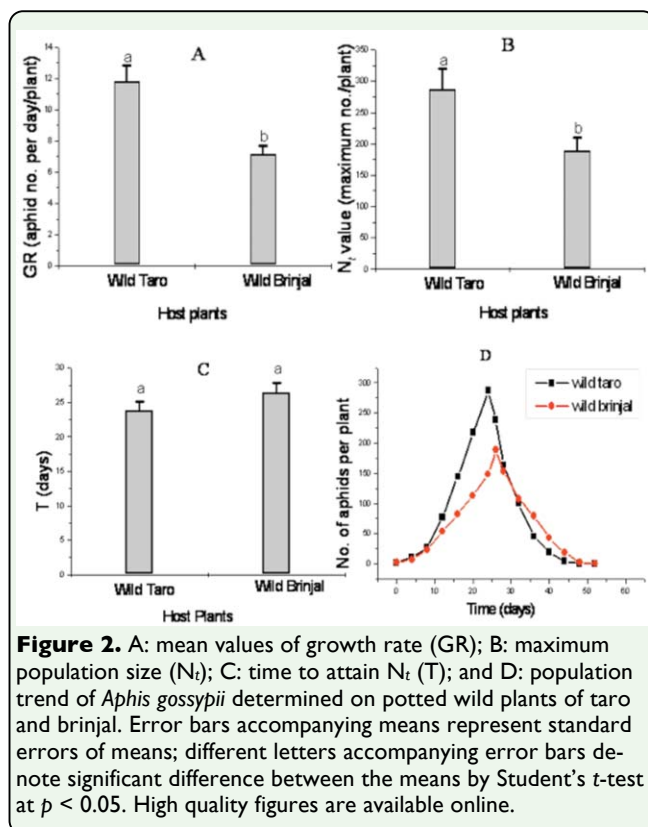 A
GR (aphid no. per day/plant)
14
12
10
8
6
4
2
0
a
b
Wild Taro
Wild Brinjal
Host plants
B
Nt value (maximum no./plant)
350
300
250
200
150
100
50
0
a
b
Wild Taro
Wild Brinjal
Host plants
C
T (days)
30
25
20
15
10
5
0
a
a
Wild Taro
Wild Brinjal
Host Plants
D
No. of aphids per plant
300
250
200
150
100
50
0
wild taro
wild brinjal
0
10
20
30
40
50
60
Time (days)
Figure 2. A: mean values of growth rate (GR); B: maximum
population size (Nt); C: time to attain Nt (T); and D: population
trend of Aphis gossypii determined on potted wild plants of taro
and brinjal. Error bars accompanying means represent standard
errors of means; different letters accompanying error bars de-
note significant difference between the means by Student’s t-test
at p < 0.05. High quality figures are available online.